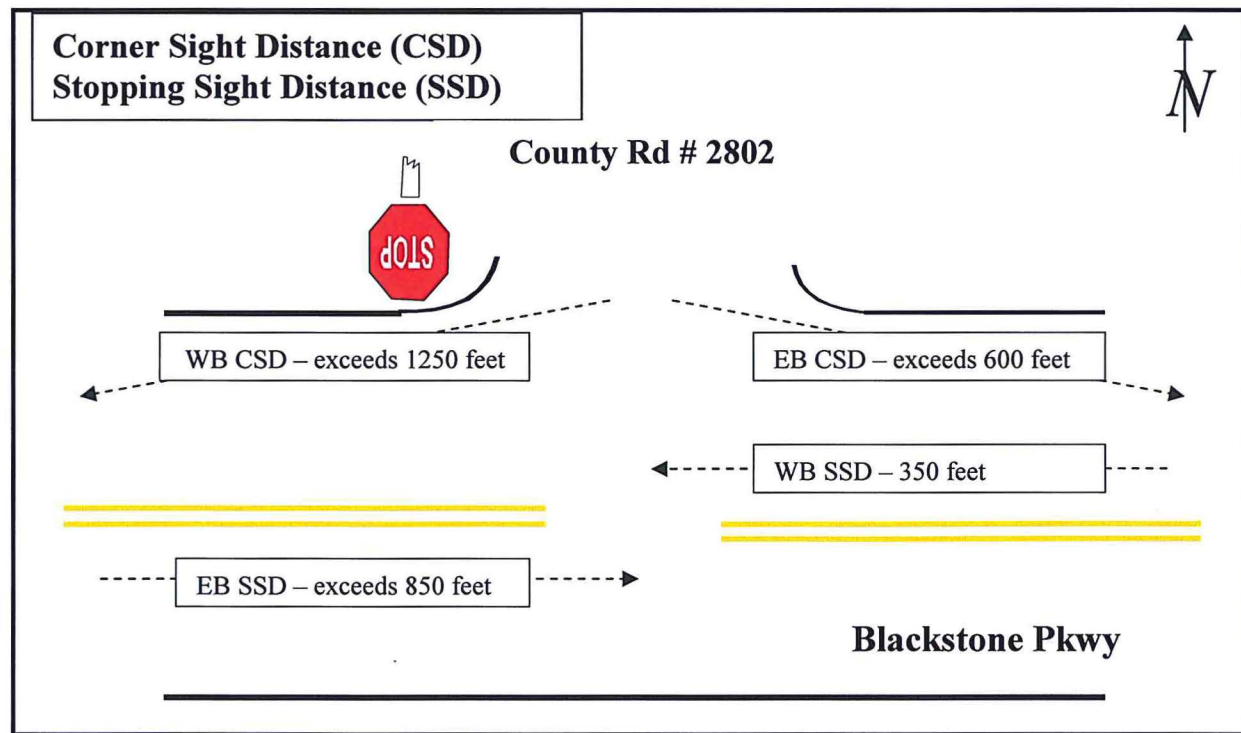 Corner Sight Distance (CSD)
Stopping Sight Distance (SSD)
N
County Rd # 2802
STOP
WB CSD – exceeds 1250 feet
EB CSD – exceeds 600 feet
WB SSD – 350 feet
EB SSD – exceeds 850 feet
Blackstone Pkwy